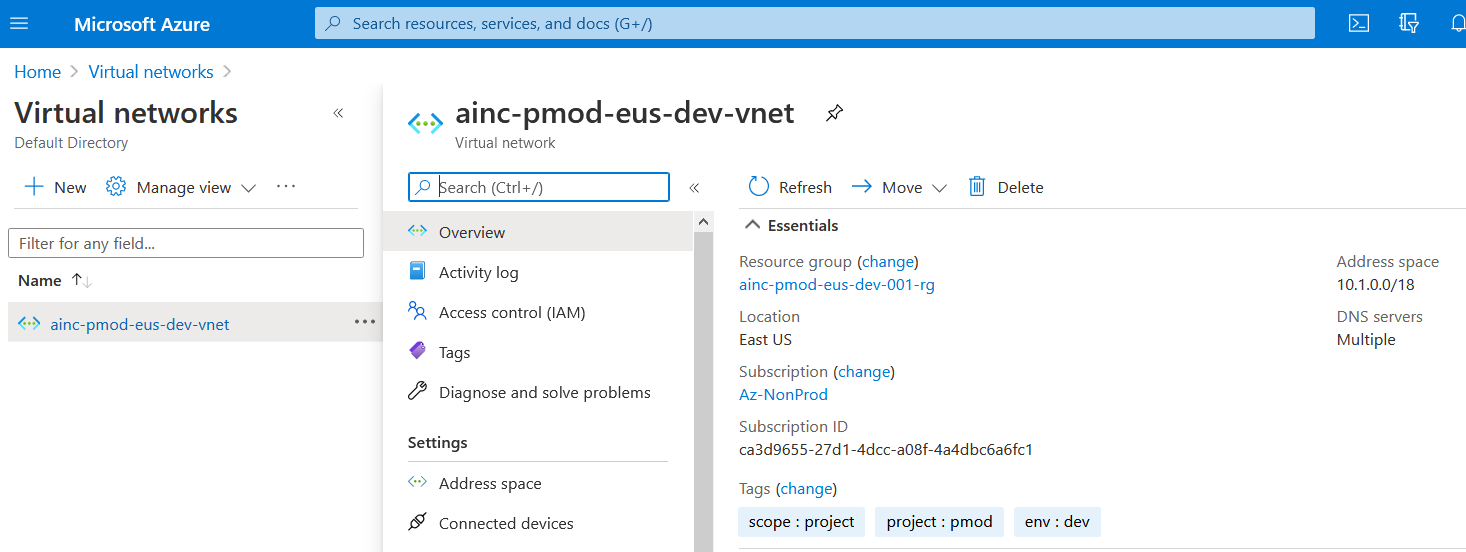 Microsoft Azure
Search resources, services, and docs (G+/)
Home > Virtual networks >
Virtual networks
«
Default Directory
New
Manage view
...
Filter for any field...
Name ↑↓
ainc-pmod-eus-dev-vnet
...
ainc-pmod-eus-dev-vnet
Virtual network
Search (Ctrl+/)
«
Overview
Activity log
Access control (IAM)
Tags
Diagnose and solve problems
Settings
Address space
Connected devices
Refresh
Move
Delete
Essentials
Resource group (change)
ainc-pmod-eus-dev-001-rg
Location
East US
Subscription (change)
Az-NonProd
Subscription ID
ca3d9655-27d1-4dcc-a08f-4a4dbc6a6fc1
Tags (change)
scope : project
project : pmod
env : dev
Address space
10.1.0.0/18
DNS servers
Multiple